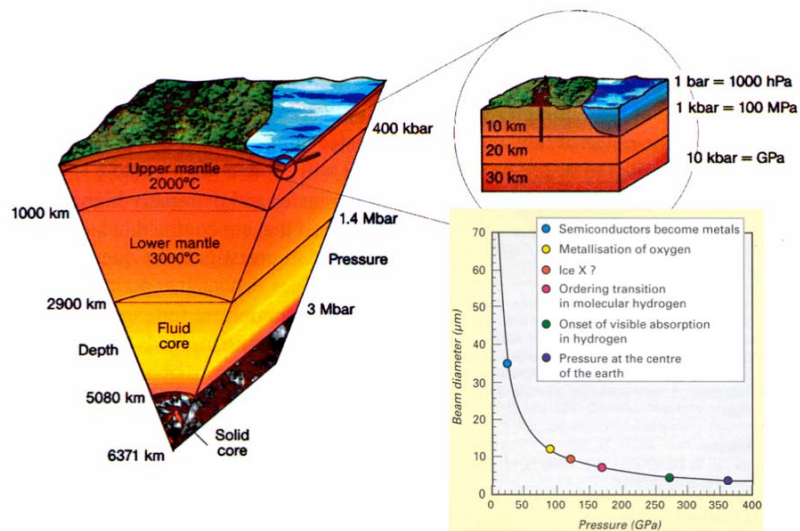 Upper mantle
2000°C
1000 km
Lower mantle
3000°C
2900 km
Fluid
core
Depth
5080 km
6371 km
Solid
core
400 kbar
1.4 Mbar
Pressure
3 Mbar
10 km
20 km
30 km
1 bar = 1000 hPa
1 kbar = 100 MPa
10 kbar = GPa
Semiconductors become metals
Metallisation of oxygen
Ice X ?
Ordering transition
in molecular hydrogen
Onset of visible absorption
in hydrogen
Pressure at the centre
of the earth
Beam diameter (μm)
70
60
50
40
30
20
10
0
0 50 100 150 200 250 300 350 400
Pressure (GPa)